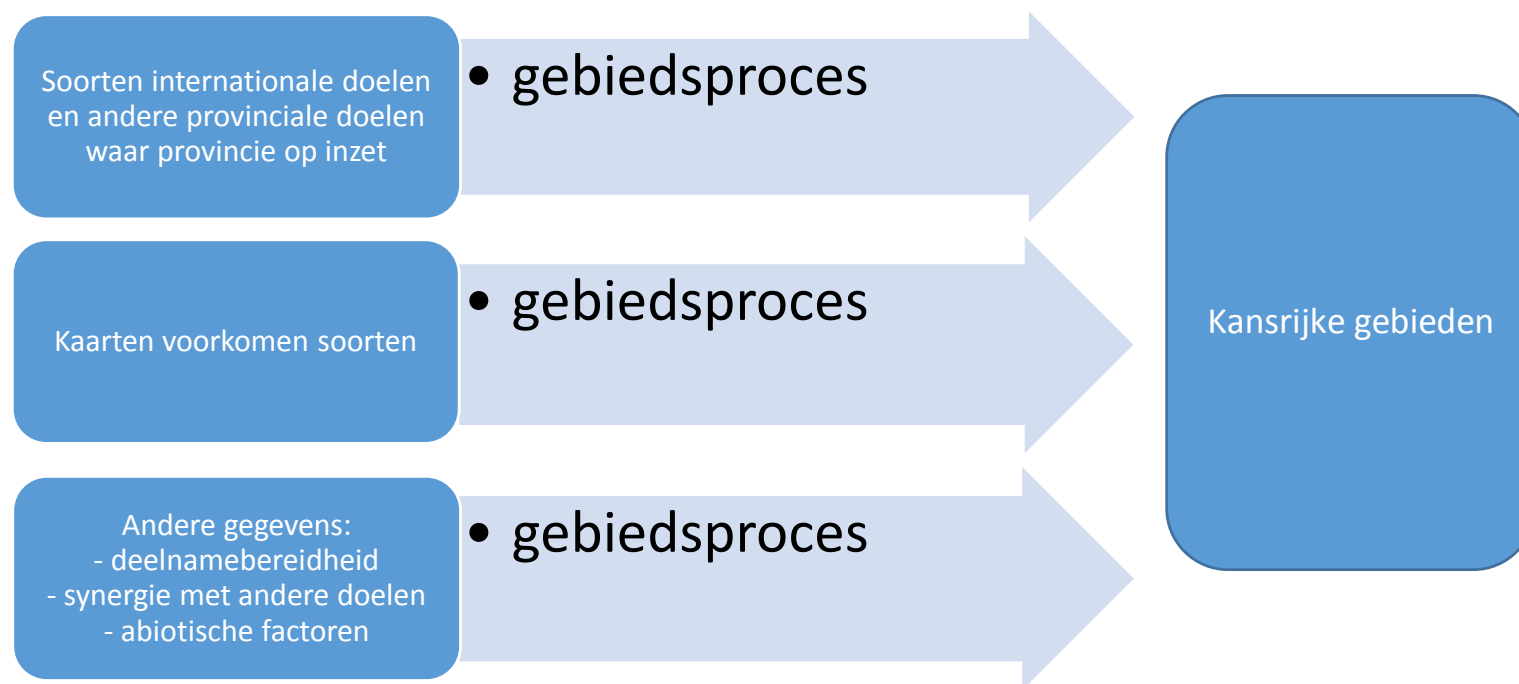 Soorten internationale doelen
en andere provinciale doelen
waar provincie op inzet
• gebiedsproces
Kaarten voorkomen soorten
• gebiedsproces
Andere gegevens:
- deelnamebereidheid
- synergie met andere doelen
- abiotische factoren
• gebiedsproces
Kansrijke gebieden